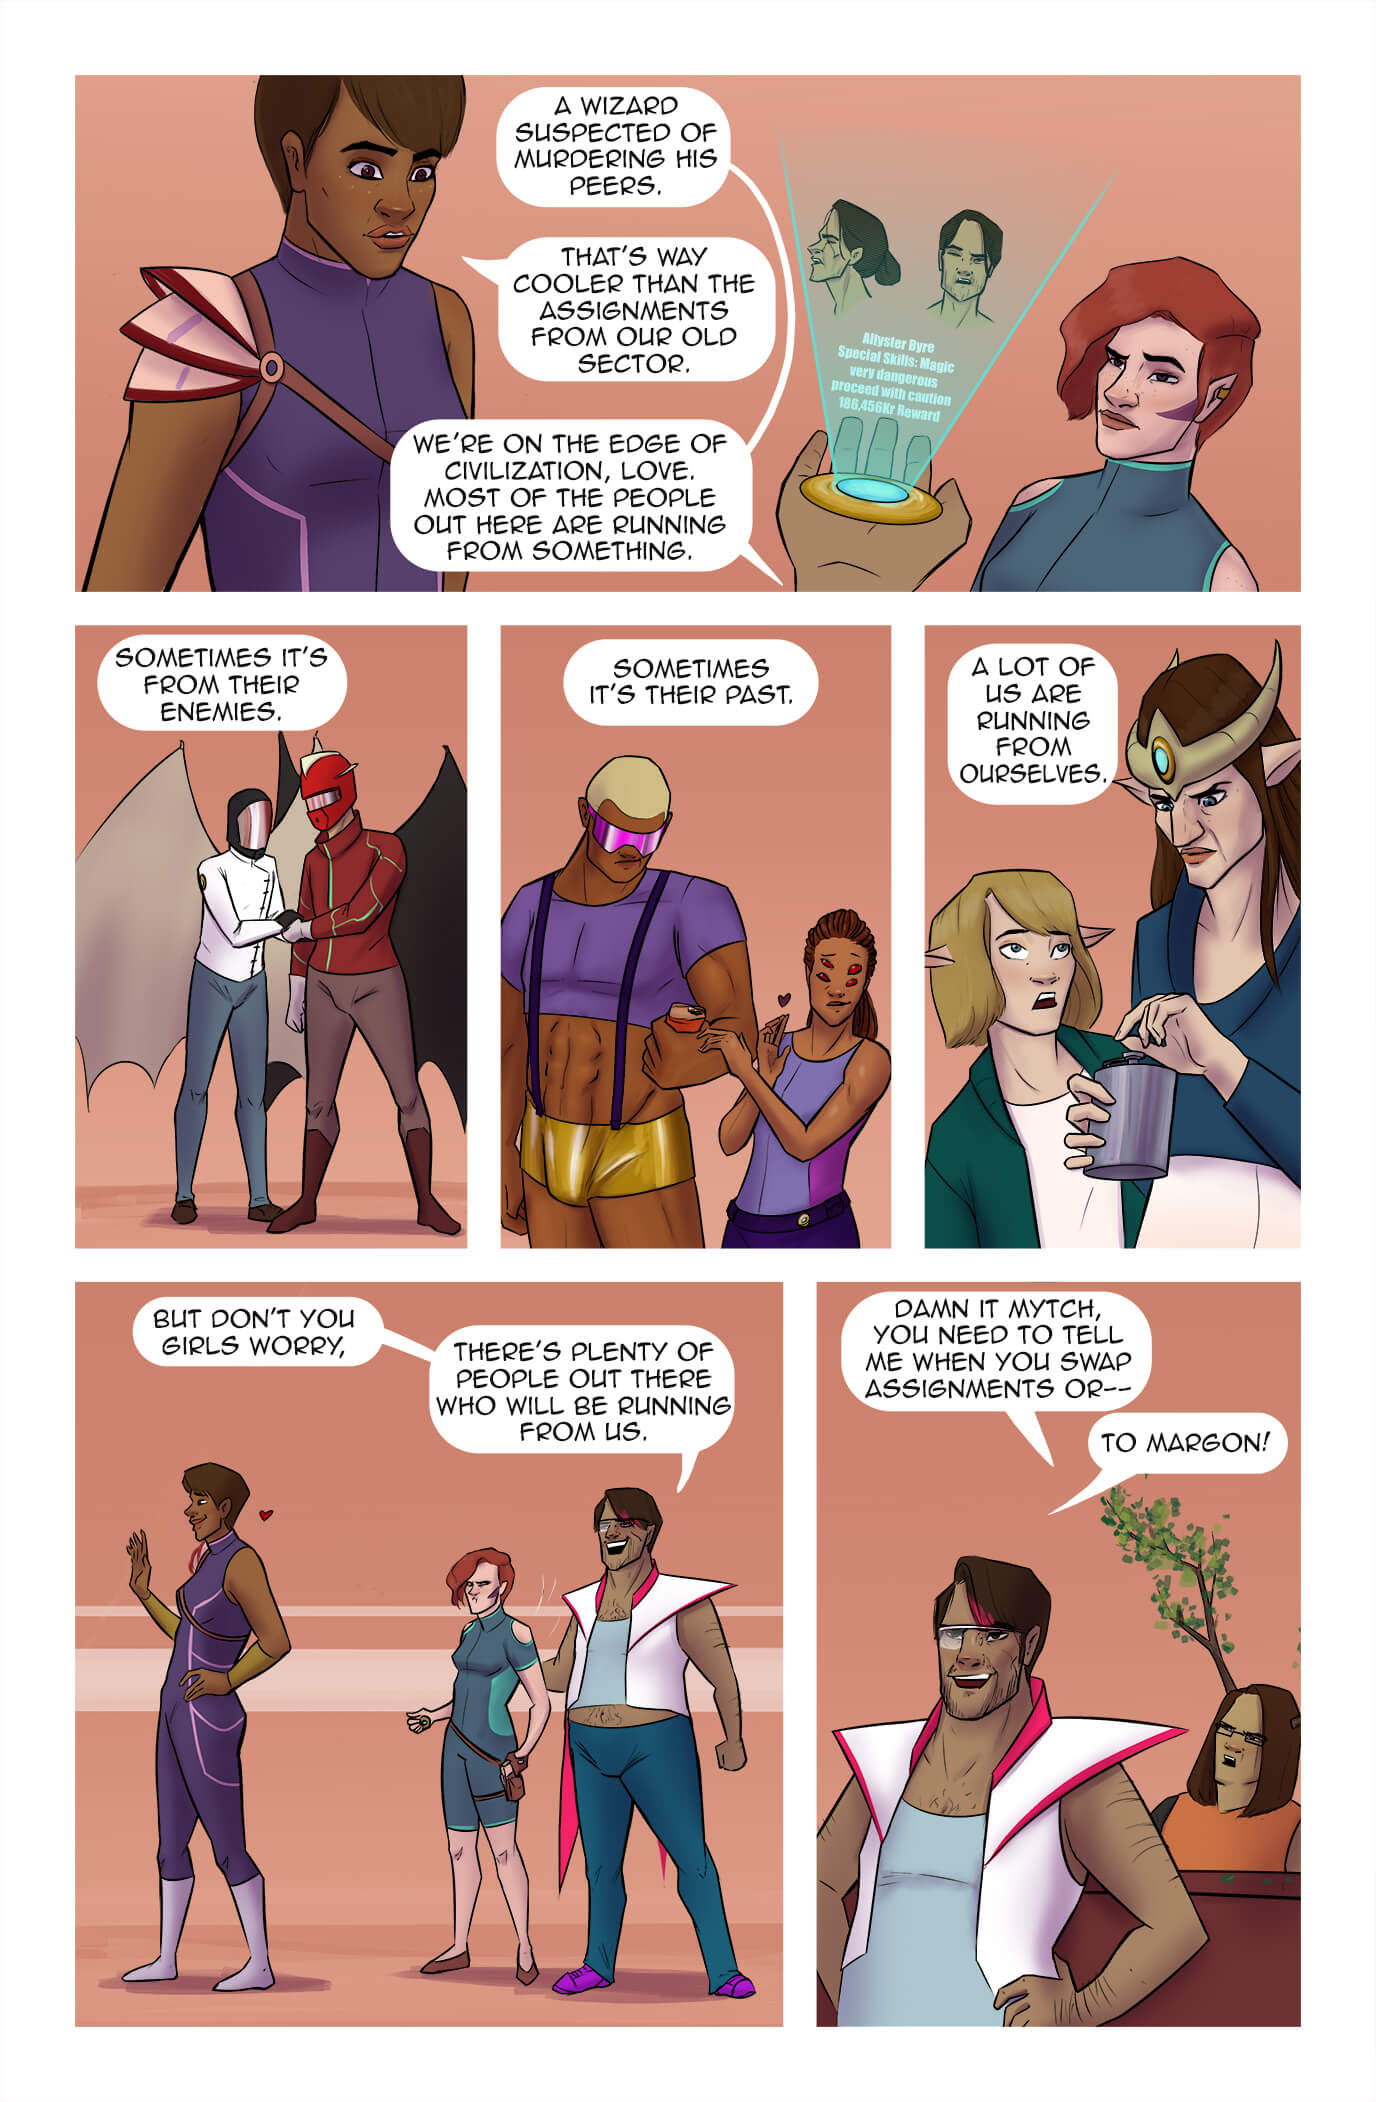 A WIZARD
SUSPECTED OF
MURDERING HIS
PEERS.
THAT'S WAY
COOLER THAN THE
ASSIGNMENTS
FROM OUR OLD
SECTOR.
Allyster Byre
Special Skills: Magic
very dangerous
proceed with caution
186,456Kr Reward
WE'RE ON THE EDGE OF
CIVILIZATION, LOVE.
MOST OF THE PEOPLE
OUT HERE ARE RUNNING
FROM SOMETHING.
SOMETIMES IT'S
FROM THEIR
ENEMIES.
SOMETIMES
IT'S THEIR PAST.
A LOT OF
US ARE
RUNNING
FROM
OURSELVES.
BUT DON'T YOU
GIRLS WORRY,
THERE'S PLENTY OF
PEOPLE OUT THERE
WHO WILL BE RUNNING
FROM US.
DAMN IT MYTCH,
YOU NEED TO TELL
ME WHEN YOU SWAP
ASSIGNMENTS OR--
TO MARGON!